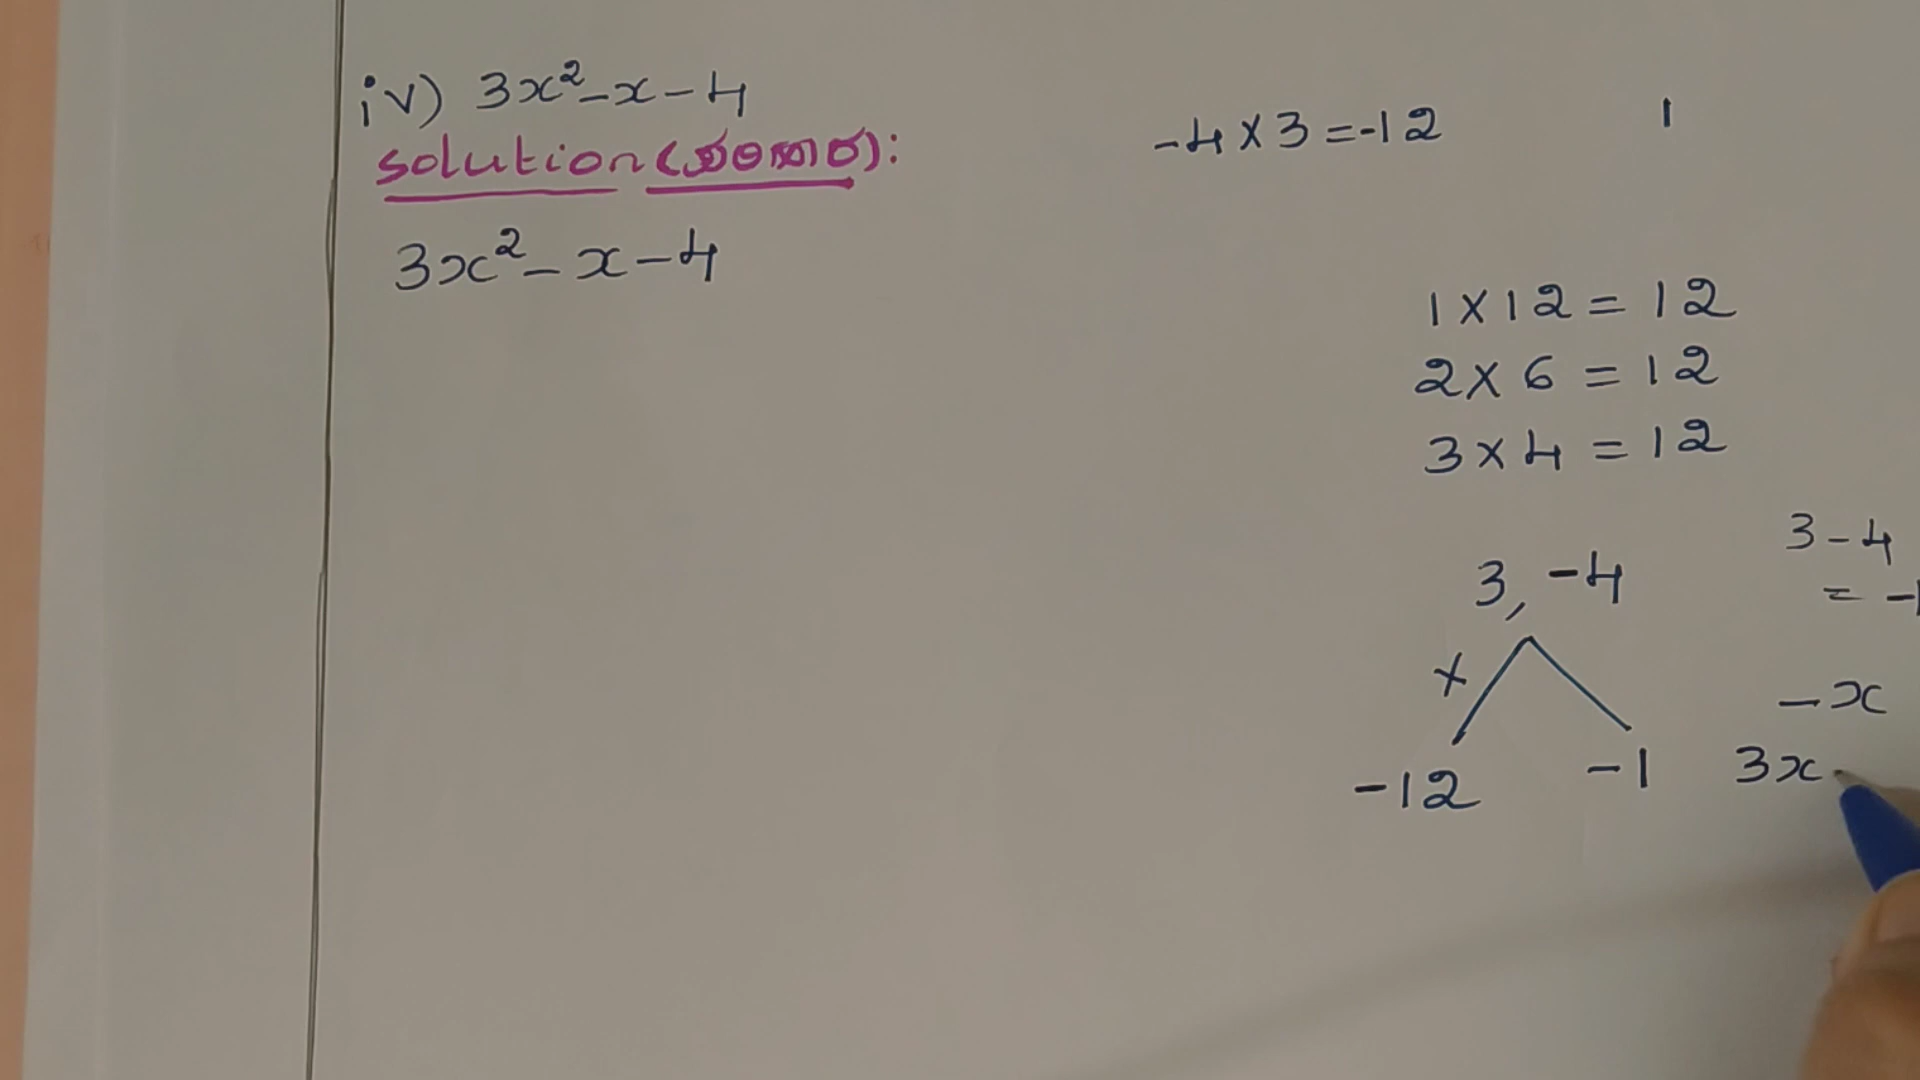 iv) 3x² - x - 4
solution
3x² - x - 4
-4 x 3 = -12
1
1 x 12 = 12
2 x 6 = 12
3 x 4 = 12
3 - 4
= -1
3, -4
x
-12 -1
-x
3x